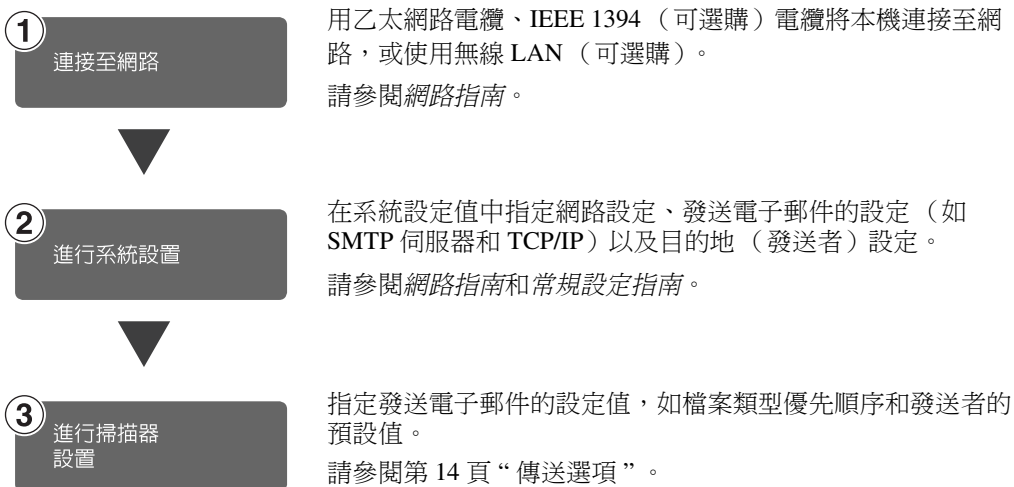 1
連接至網路
用乙太網路電纜、IEEE 1394 （可選購）電纜將本機連接至網
路，或使用無線 LAN （可選購）。
請參閱網路指南。
2
進行系統設置
在系統設定值中指定網路設定、發送電子郵件的設定 （如
SMTP 伺服器和 TCP/IP）以及目的地 （發送者）設定。
請參閱網路指南和常規設定指南。
3
進行掃描器
設置
指定發送電子郵件的設定值，如檔案類型優先順序和發送者的
預設值。
請參閱第 14 頁 “ 傳送選項 ” 。